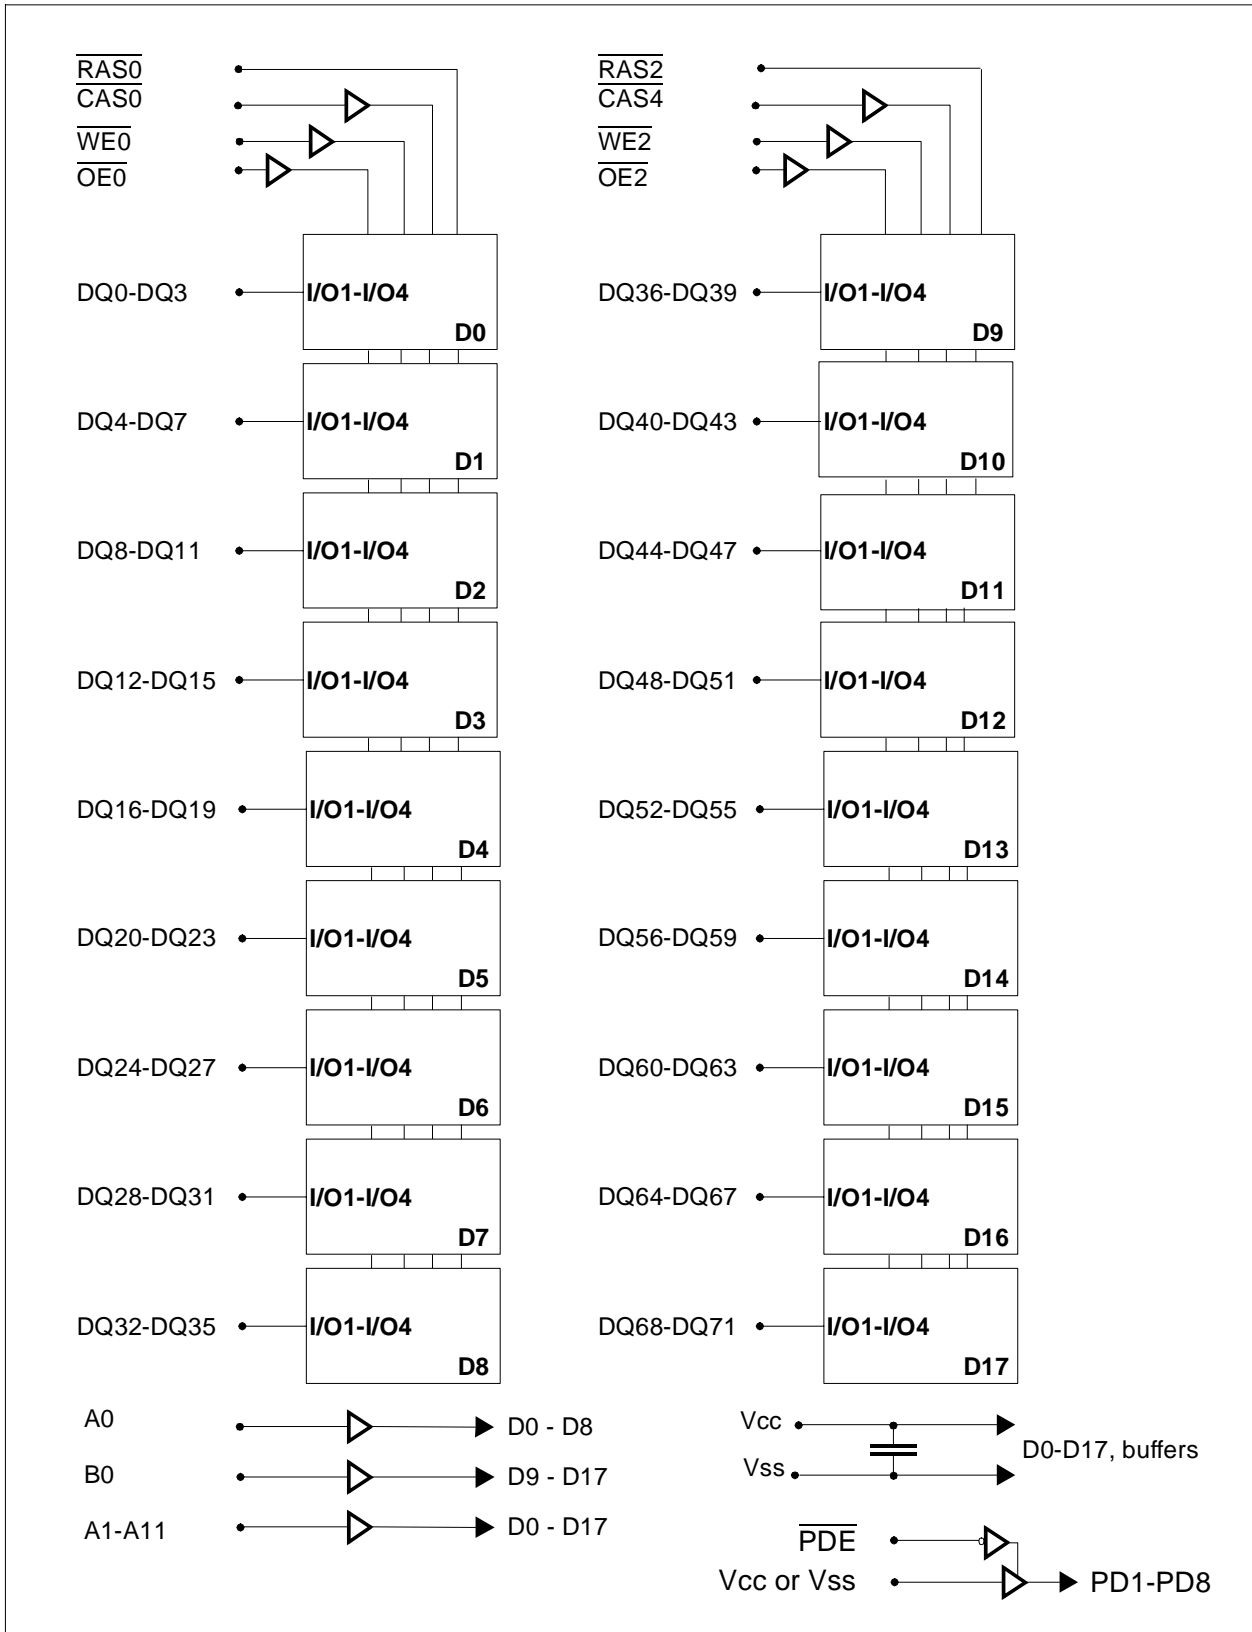 RAS0
CAS0
WE0
OE0
RAS2
CAS4
WE2
OE2
DQ0-DQ3
I/O1-I/O4
D0
DQ36-DQ39
I/O1-I/O4
D9
DQ4-DQ7
I/O1-I/O4
D1
DQ40-DQ43
I/O1-I/O4
D10
DQ8-DQ11
I/O1-I/O4
D2
DQ44-DQ47
I/O1-I/O4
D11
DQ12-DQ15
I/O1-I/O4
D3
DQ48-DQ51
I/O1-I/O4
D12
DQ16-DQ19
I/O1-I/O4
D4
DQ52-DQ55
I/O1-I/O4
D13
DQ20-DQ23
I/O1-I/O4
D5
DQ56-DQ59
I/O1-I/O4
D14
DQ24-DQ27
I/O1-I/O4
D6
DQ60-DQ63
I/O1-I/O4
D15
DQ28-DQ31
I/O1-I/O4
D7
DQ64-DQ67
I/O1-I/O4
D16
DQ32-DQ35
I/O1-I/O4
D8
DQ68-DQ71
I/O1-I/O4
D17
A0
D0 - D8
B0
D9 - D17
A1-A11
D0 - D17
Vcc
Vss
D0-D17, buffers
PDE
Vcc or Vss
PD1-PD8